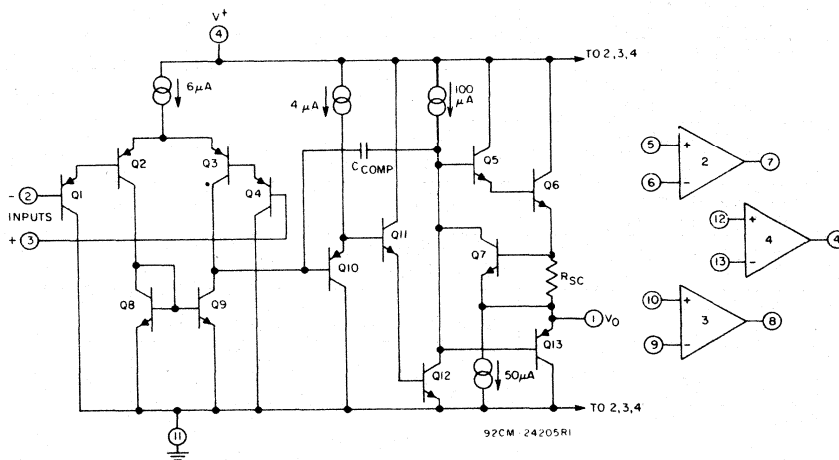 V+
4
TO 2,3,4
6μA
4 μA
100
μA
Q2
Q3
Q5
5
+
2
7
6
-
CCOMP
Q6
-
2
Q1
Q4
INPUTS
+
3
Q11
Q7
12
+
4
4
13
-
Q10
RSC
Q8
Q9
10
+
3
8
9
-
1
VO
Q13
Q12
50μA
TO 2,3,4
11
92CM-24205R1